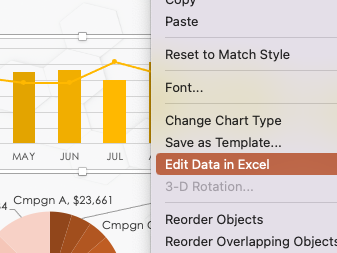 Copy
Paste
Reset to Match Style
Font...
Change Chart Type
Save as Template...
Edit Data in Excel
3-D Rotation...
Reorder Objects
Reorder Overlapping Objects
MAY JUN JUL
4 Cmpgn A, $23,661
Cmpgn